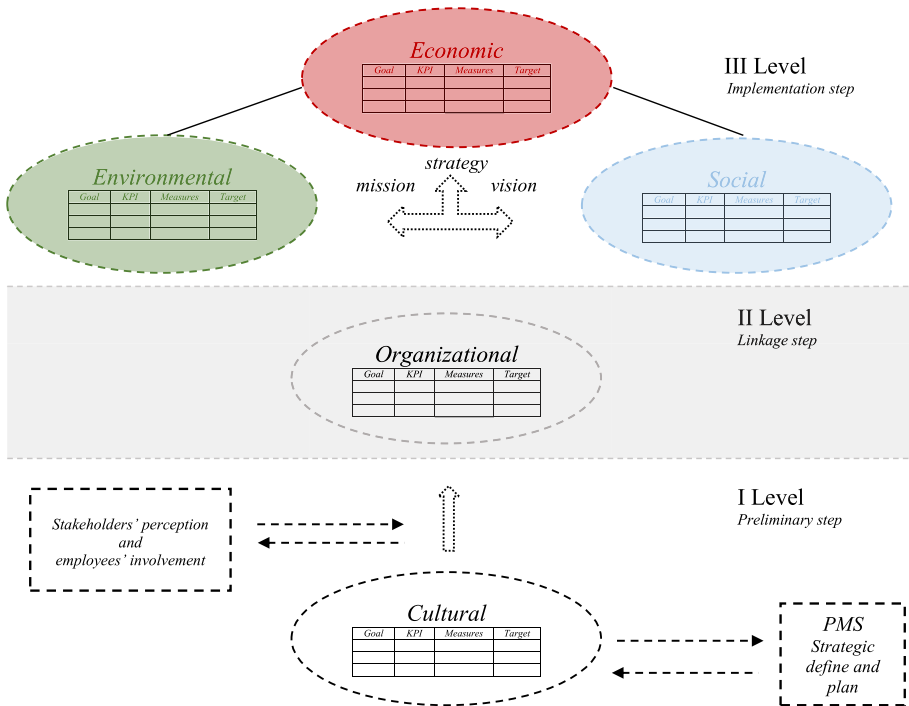 Economic
Goal KPI Measures Target
III Level
Implementation step
strategy
mission vision
Environmental
Goal KPI Measures Target
Social
Goal KPI Measures Target
II Level
Linkage step
Organizational
Goal KPI Measures Target
I Level
Preliminary step
Stakeholders’ perception
and
employees’ involvement
Cultural
Goal KPI Measures Target
PMS
Strategic
define and
plan